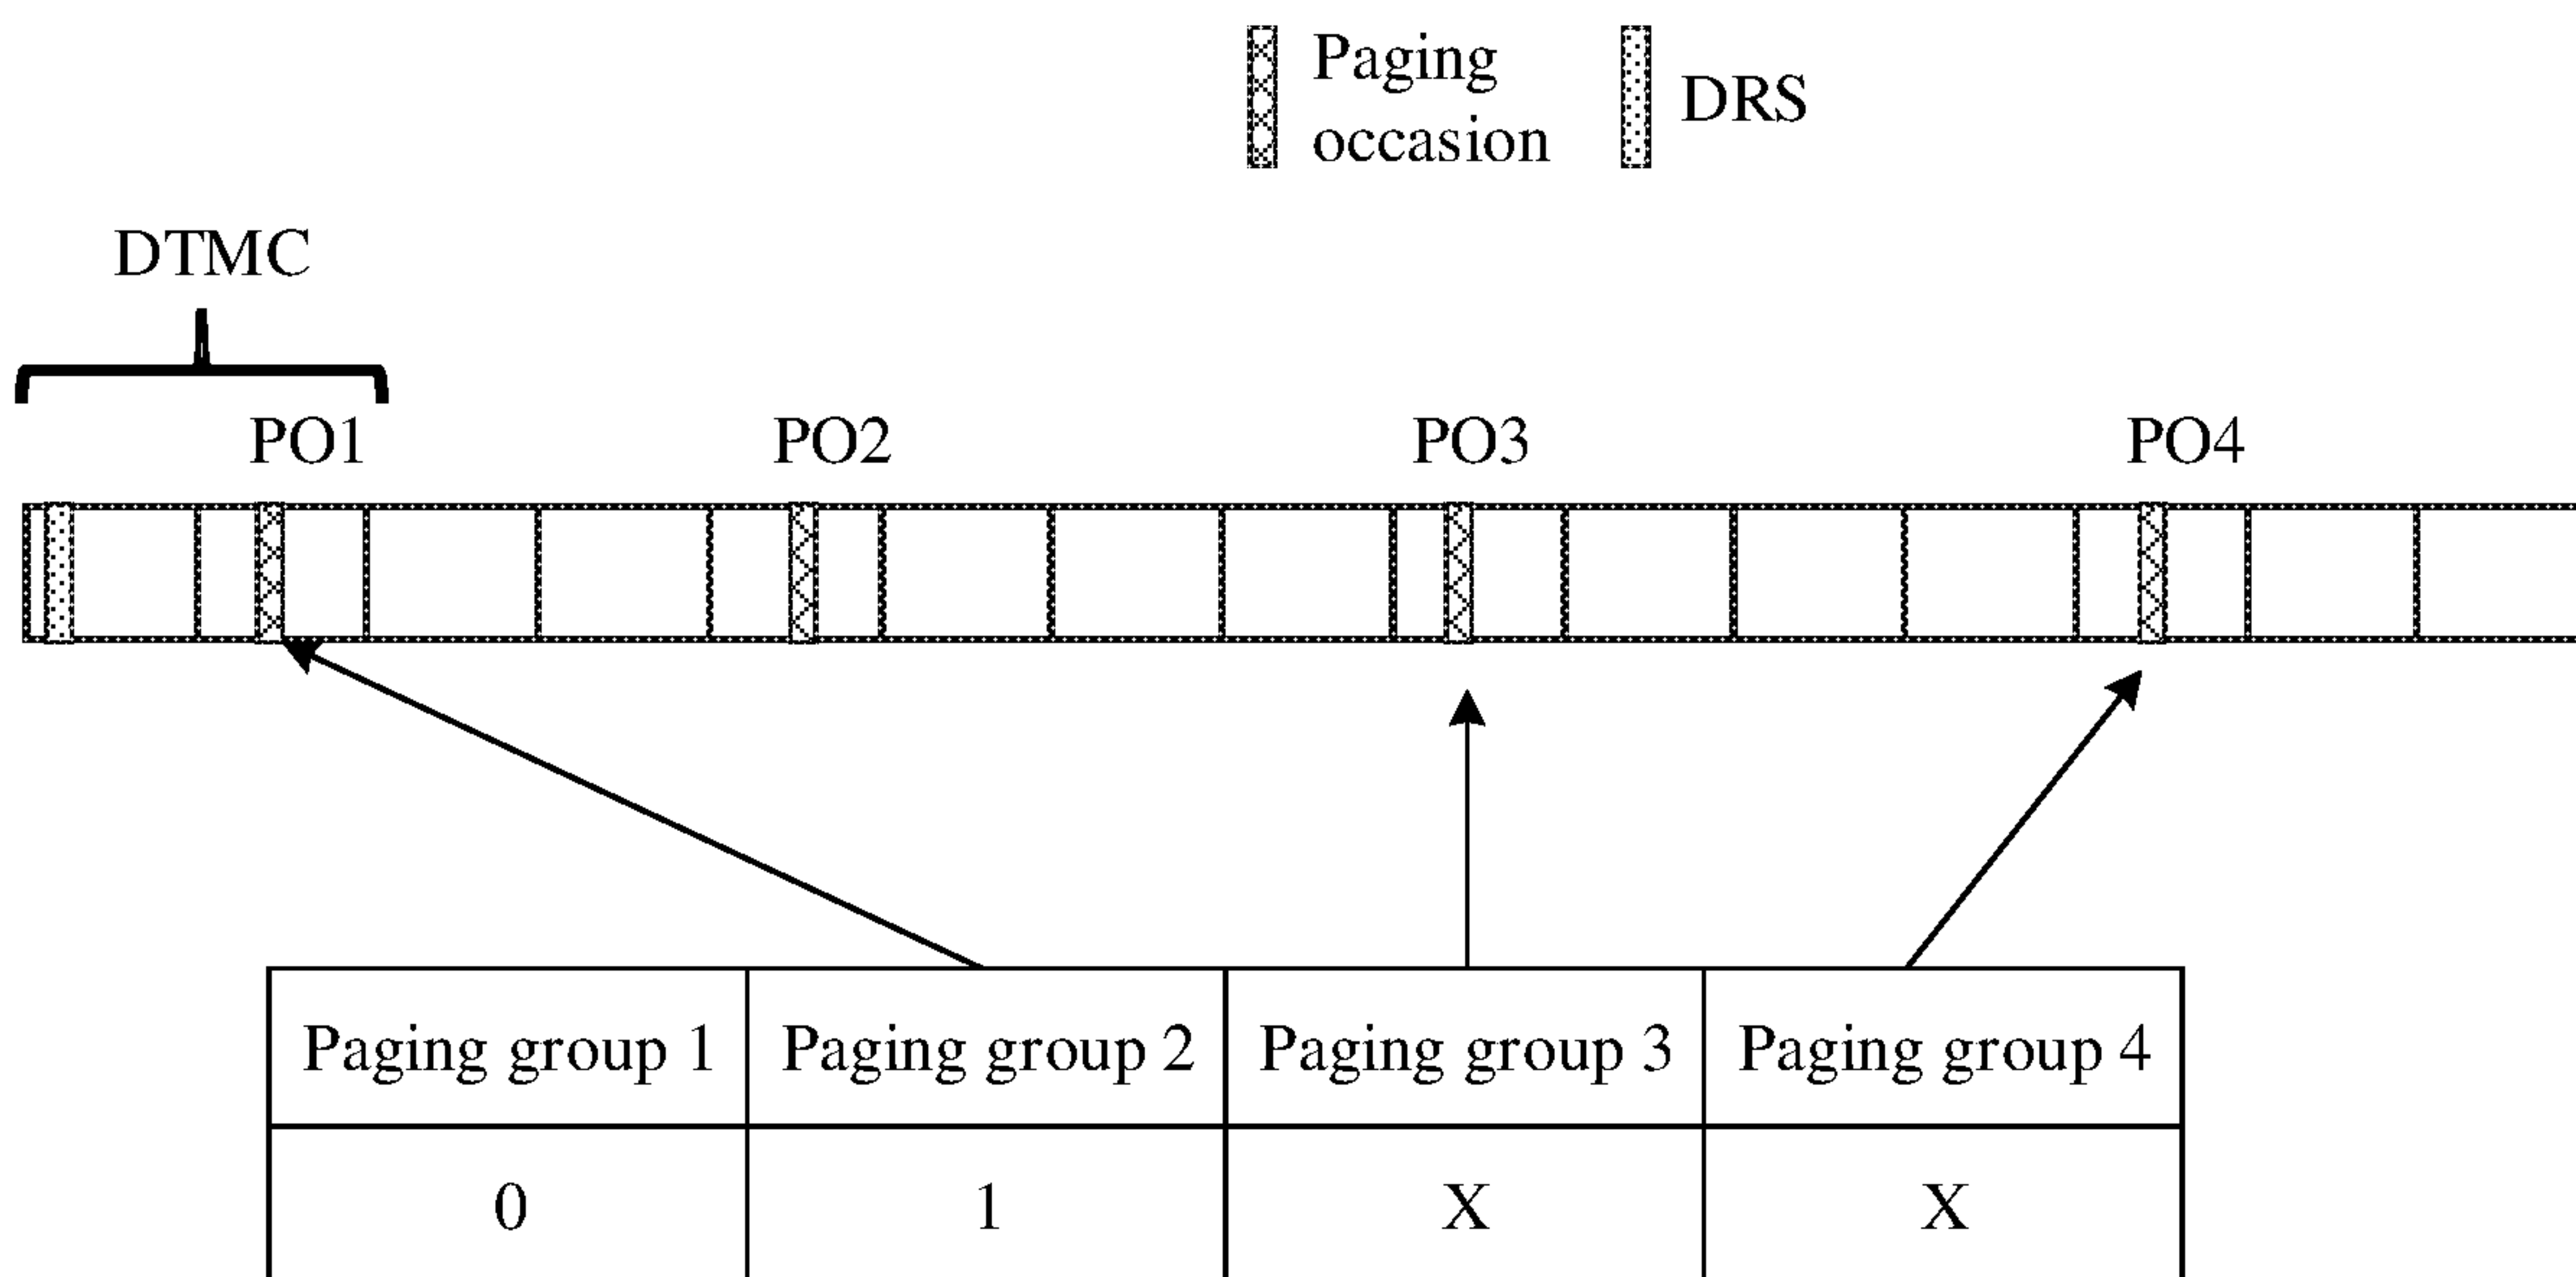 Paging
occasion
DRS
DTMC
PO1 PO2 PO3 PO4
Paging group 1 Paging group 2 Paging group 3 Paging group 4
0 1 X X